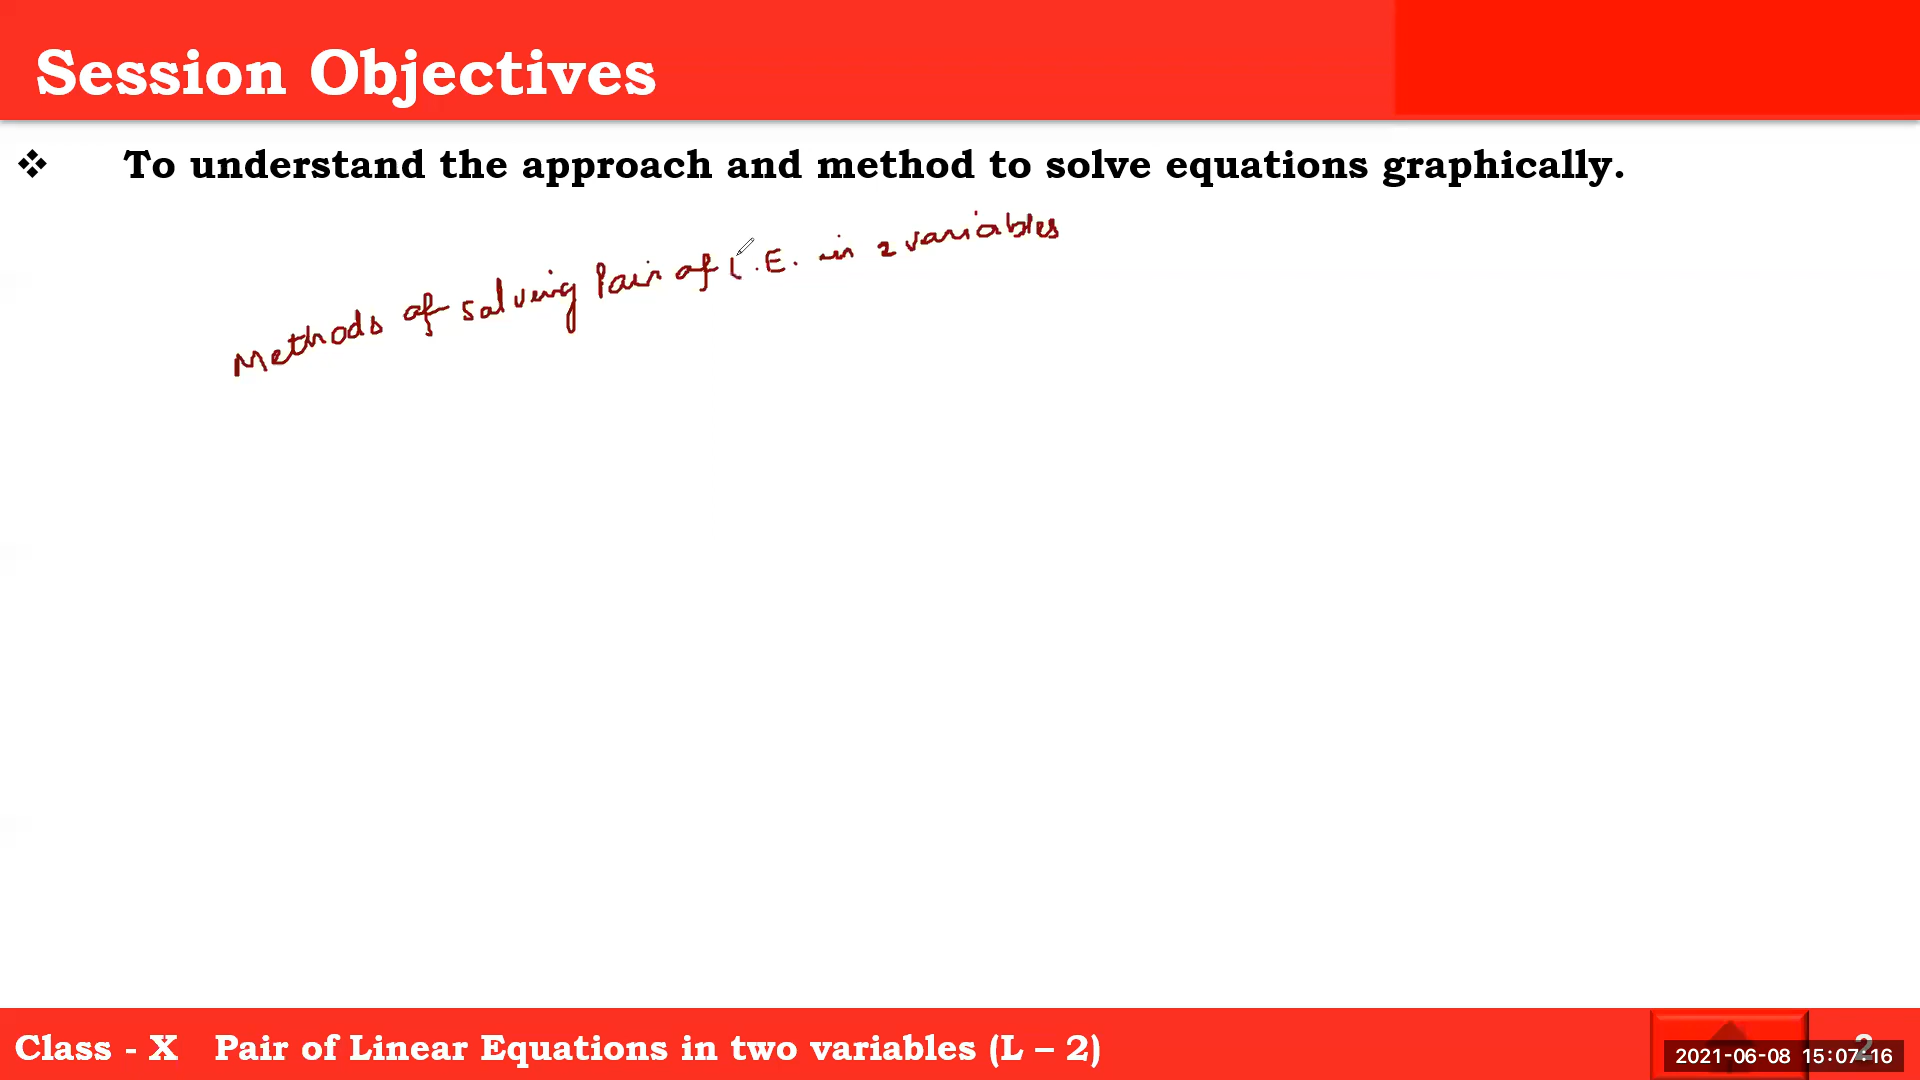 Session Objectives
❖ To understand the approach and method to solve equations graphically.
Methods of solving Pair of L.E. in 2 variables
Class - X Pair of Linear Equations in two variables (L – 2)
2
2021-06-08 15:07:16